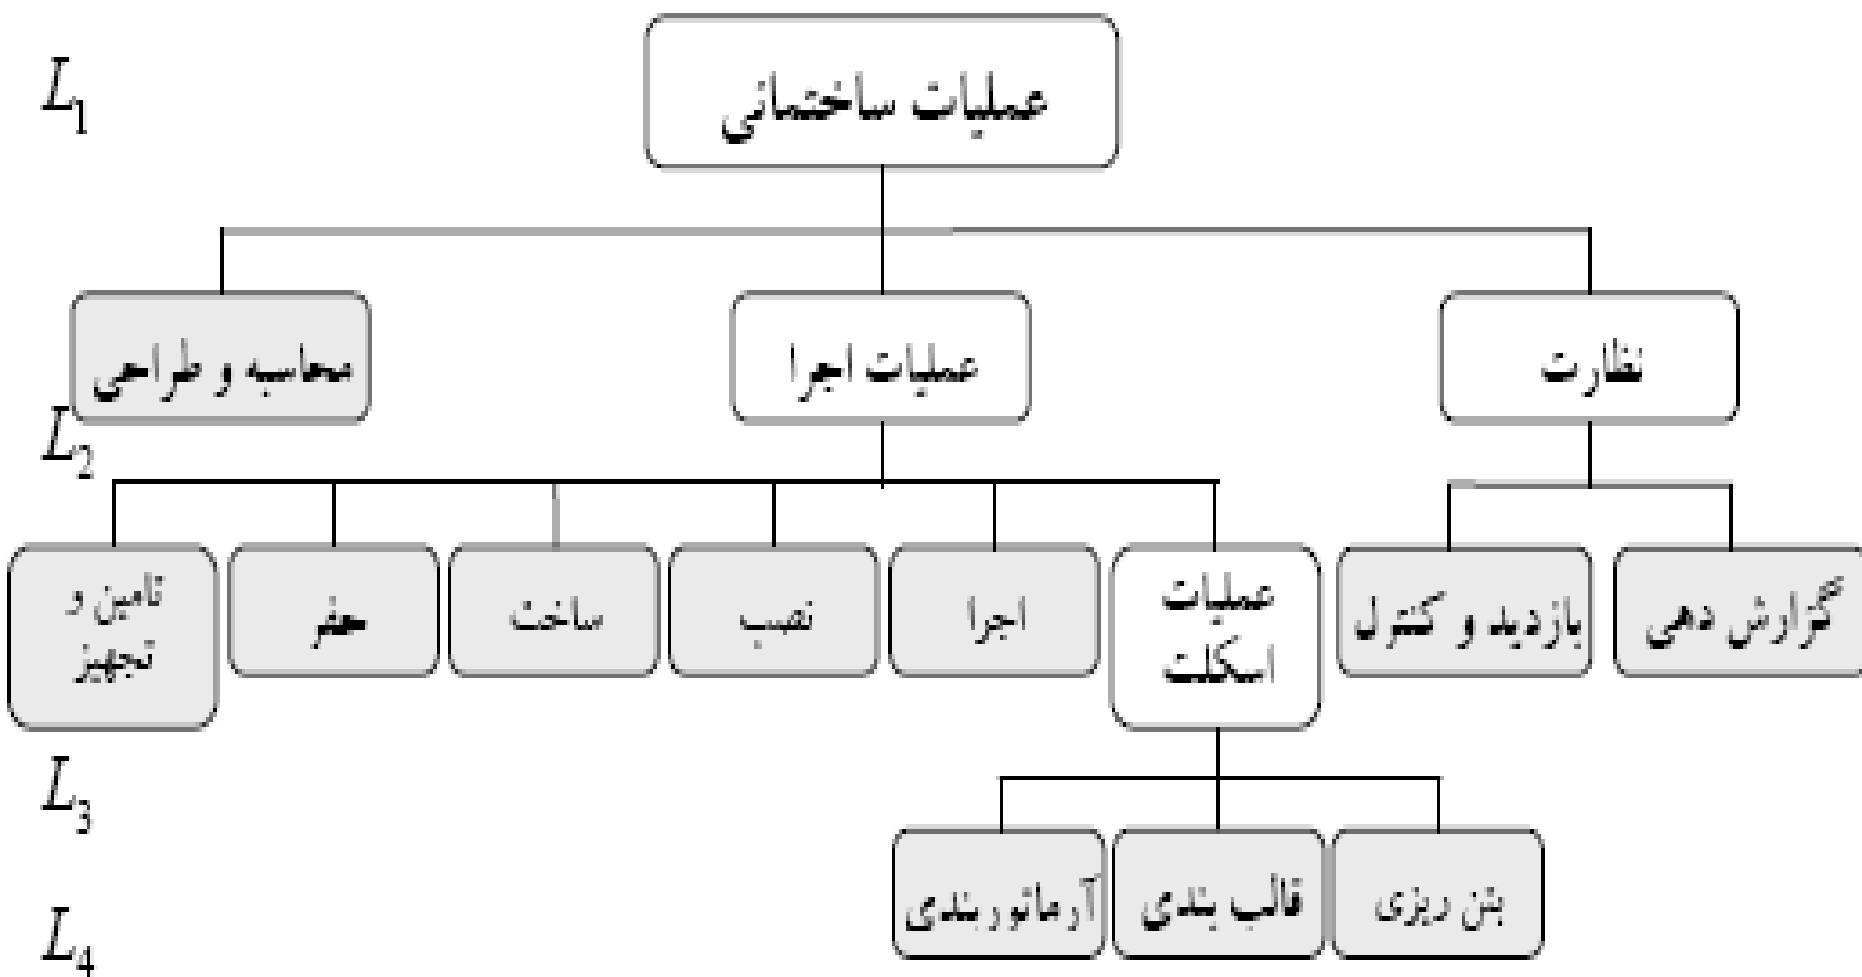 L1
عملیات ساختمانی
نظارت
عملیات اجرا
محاسبه و طراحی
L2
گزارش دهی
بازدید و کنترل
عملیات
اسکلت
اجرا
نصب
ساخت
حفر
تامین و
تجهیز
L3
بتن ریزی
قالب بندی
آرماتوربندی
L4